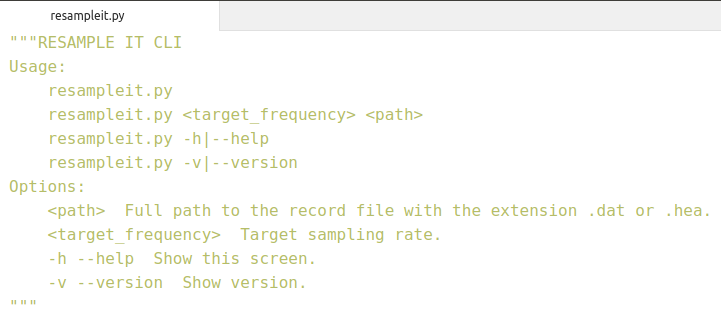 resampleit.py
"""RESAMPLE IT CLI
Usage:
    resampleit.py
    resampleit.py <target_frequency> <path>
    resampleit.py -h|--help
    resampleit.py -v|--version
Options:
    <path>  Full path to the record file with the extension .dat or .hea.
    <target_frequency>  Target sampling rate.
    -h --help  Show this screen.
    -v --version  Show version.
"""